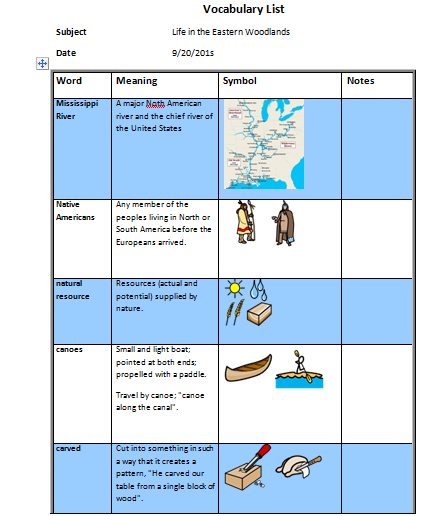 Vocabulary List
Subject Life in the Eastern Woodlands
Date 9/20/201s
Word Meaning Symbol Notes
Mississippi River
A major Noth American
river and the chief river of
the United States
Native Americans
Any member of the
peoples living in North or
South America before the
Europeans arrived.
natural resource
Resources (actual and
potential) supplied by
nature.
canoes
Small and light boat;
pointed at both ends;
propelled with a paddle.
Travel by canoe; "canoe
along the canal".
carved
Cut into something in such
a way that it creates a
pattern, "He carved our
table from a single block of
wood".